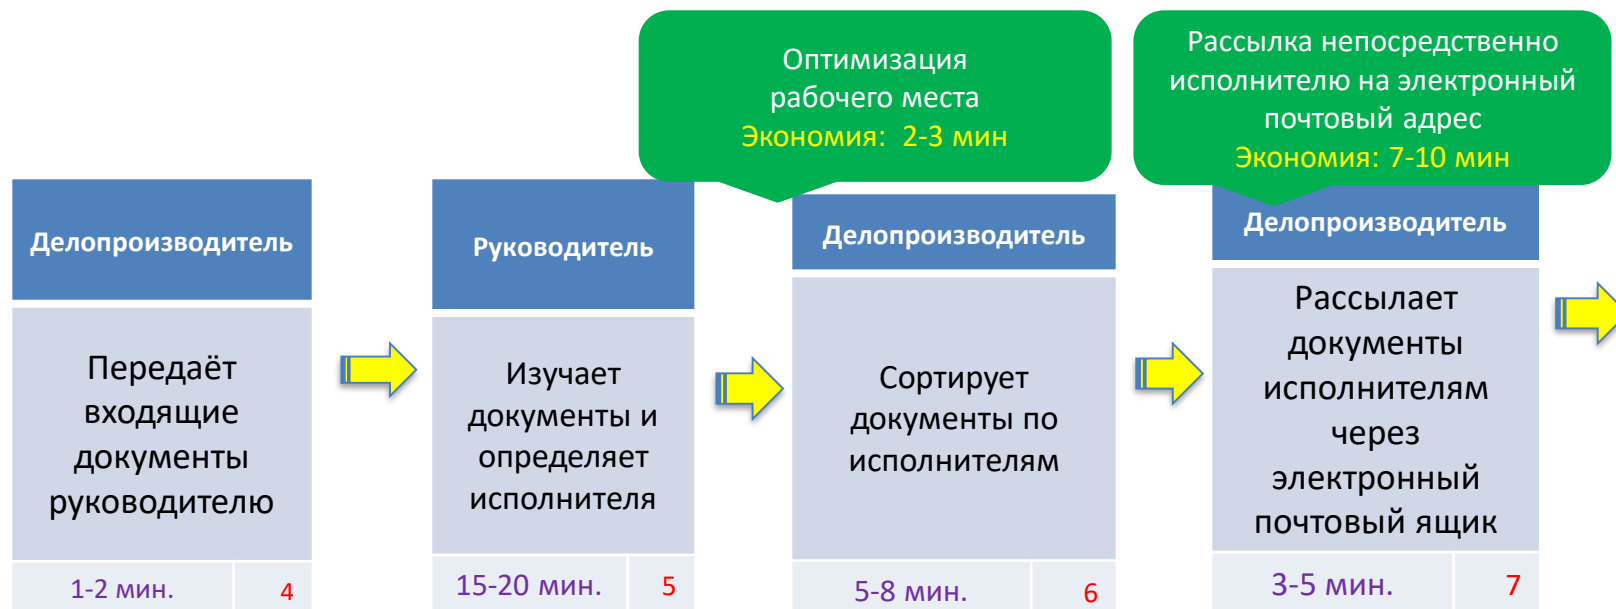 Оптимизация
рабочего места
Экономия: 2-3 мин
Рассылка непосредственно
исполнителю на электронный
почтовый адрес
Экономия: 7-10 мин
Делопроизводитель
Передаёт
входящие
документы
руководителю
1-2 мин.
4
Руководитель
Изучает
документы и
определяет
исполнителя
15-20 мин.
5
Делопроизводитель
Сортирует
документы по
исполнителям
5-8 мин.
6
Делопроизводитель
Рассылает
документы
исполнителям
через
электронный
почтовый ящик
3-5 мин.
7